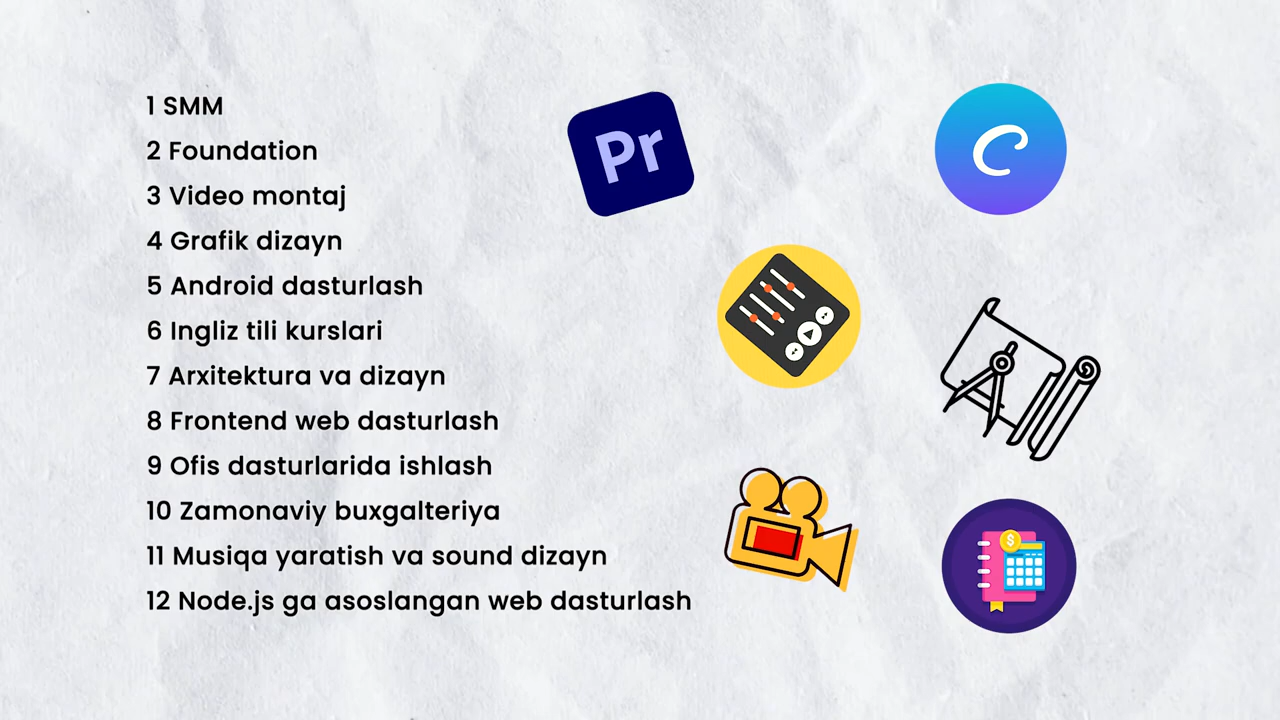 1 SMM
2 Foundation
3 Video montaj
4 Grafik dizayn
5 Android dasturlash
6 Ingliz tili kurslari
7 Arxitektura va dizayn
8 Frontend web dasturlash
9 Ofis dasturlarida ishlash
10 Zamonaviy buxgalteriya
11 Musiqa yaratish va sound dizayn
12 Node.js ga asoslangan web dasturlash
Pr
C
$